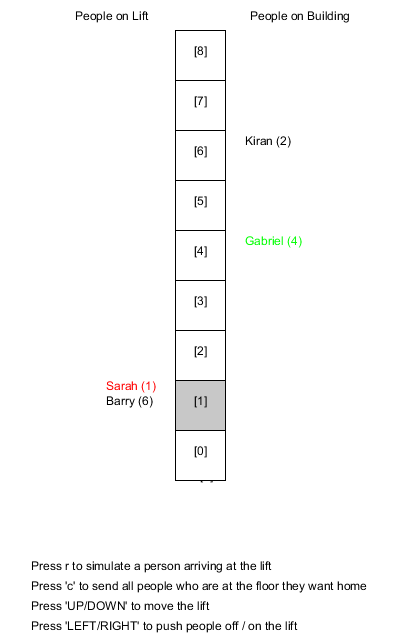 People on Lift People on Building
[8]
[7]
[6] Kiran (2)
[5]
[4] Gabriel (4)
[3]
[2]
Sarah (1)
Barry (6) [1]
[0]
Press r to simulate a person arriving at the lift
Press 'c' to send all people who are at the floor they want home
Press 'UP/DOWN' to move the lift
Press 'LEFT/RIGHT' to push people off / on the lift